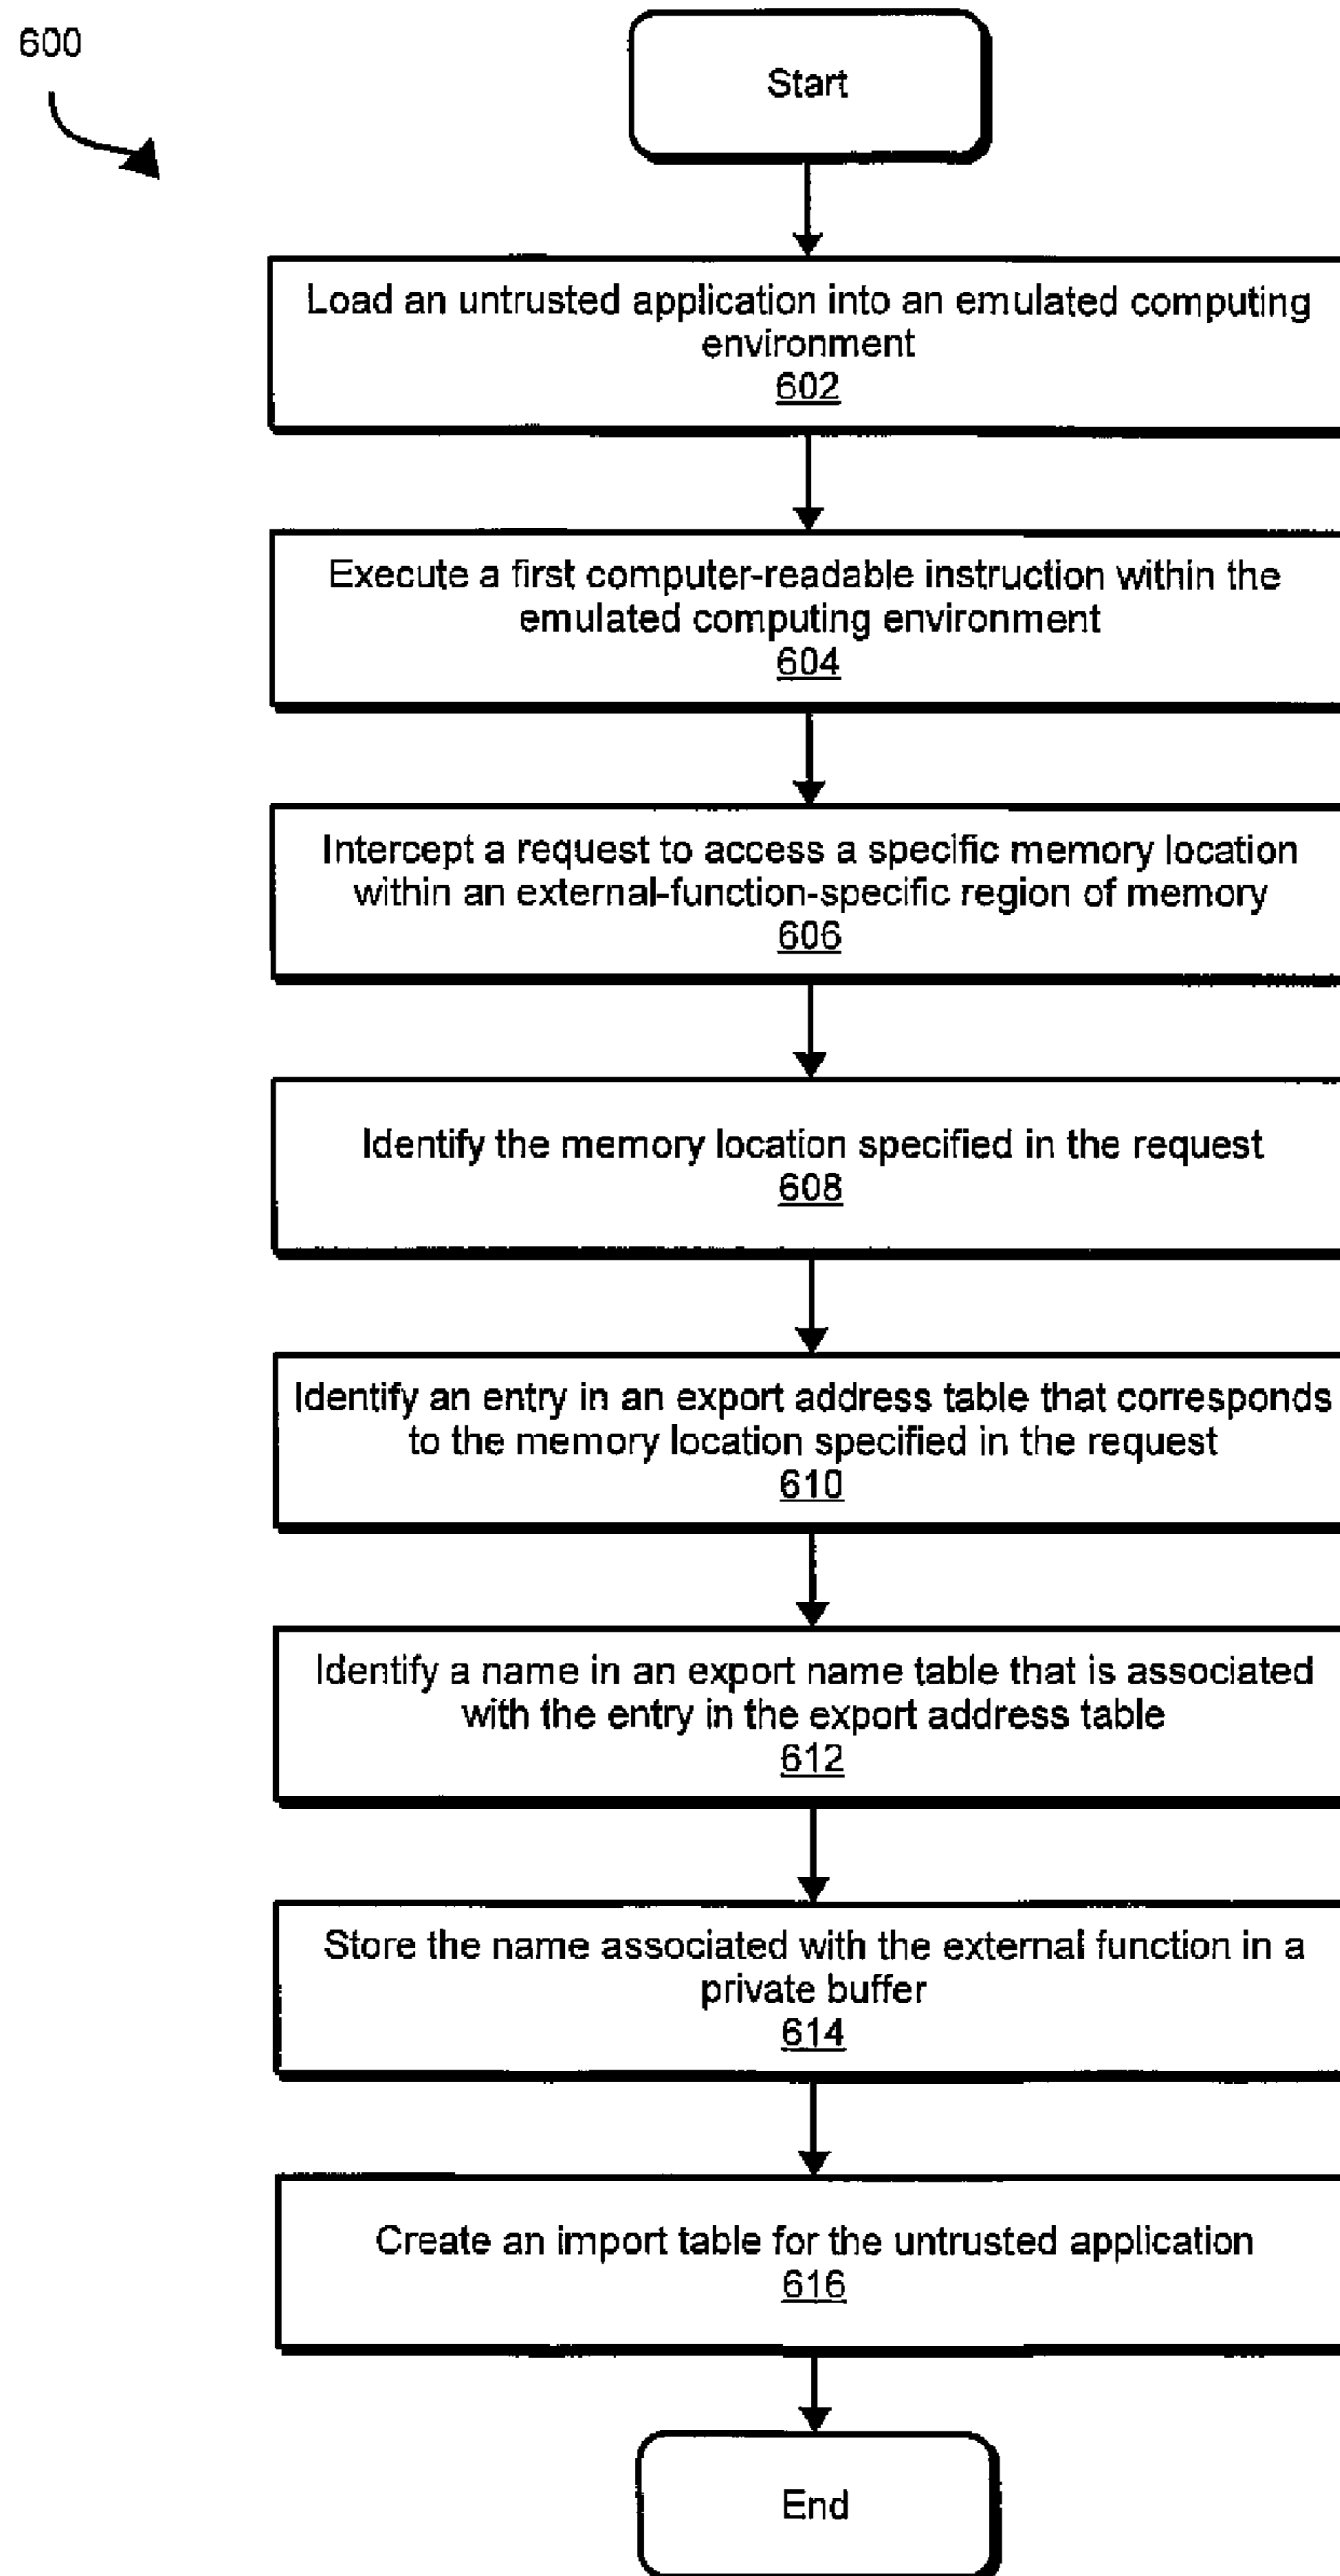 600
Start
Load an untrusted application into an emulated computing
environment
602
Execute a first computer-readable instruction within the
emulated computing environment
604
Intercept a request to access a specific memory location
within an external-function-specific region of memory
606
Identify the memory location specified in the request
608
Identify an entry in an export address table that corresponds
to the memory location specified in the request
610
Identify a name in an export name table that is associated
with the entry in the export address table
612
Store the name associated with the external function in a
private buffer
614
Create an import table for the untrusted application
616
End